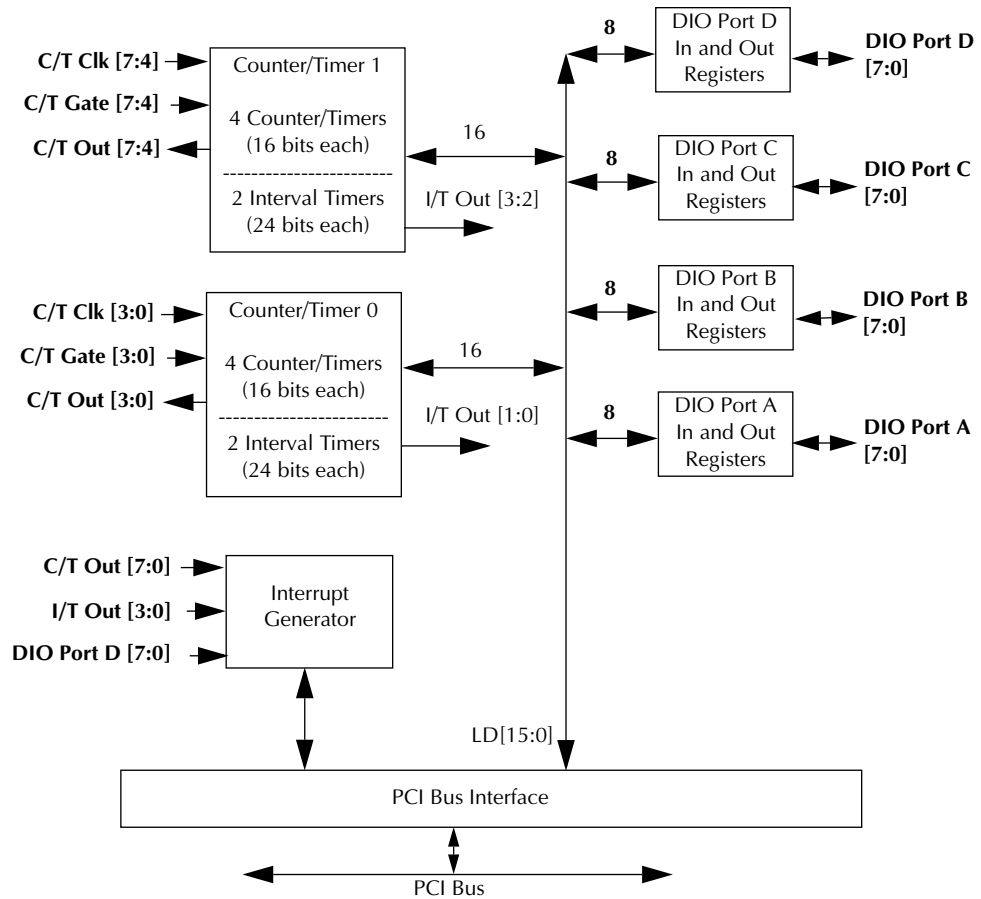 C/T Clk [7:4]
C/T Gate [7:4]
C/T Out [7:4]
Counter/Timer 1
4 Counter/Timers
(16 bits each)
2 Interval Timers
(24 bits each)
16
I/T Out [3:2]
8
DIO Port D
In and Out
Registers
DIO Port D
[7:0]
8
DIO Port C
In and Out
Registers
DIO Port C
[7:0]
C/T Clk [3:0]
C/T Gate [3:0]
C/T Out [3:0]
Counter/Timer 0
4 Counter/Timers
(16 bits each)
2 Interval Timers
(24 bits each)
16
I/T Out [1:0]
8
DIO Port B
In and Out
Registers
DIO Port B
[7:0]
8
DIO Port A
In and Out
Registers
DIO Port A
[7:0]
C/T Out [7:0]
I/T Out [3:0]
DIO Port D [7:0]
Interrupt
Generator
LD[15:0]
PCI Bus Interface
PCI Bus